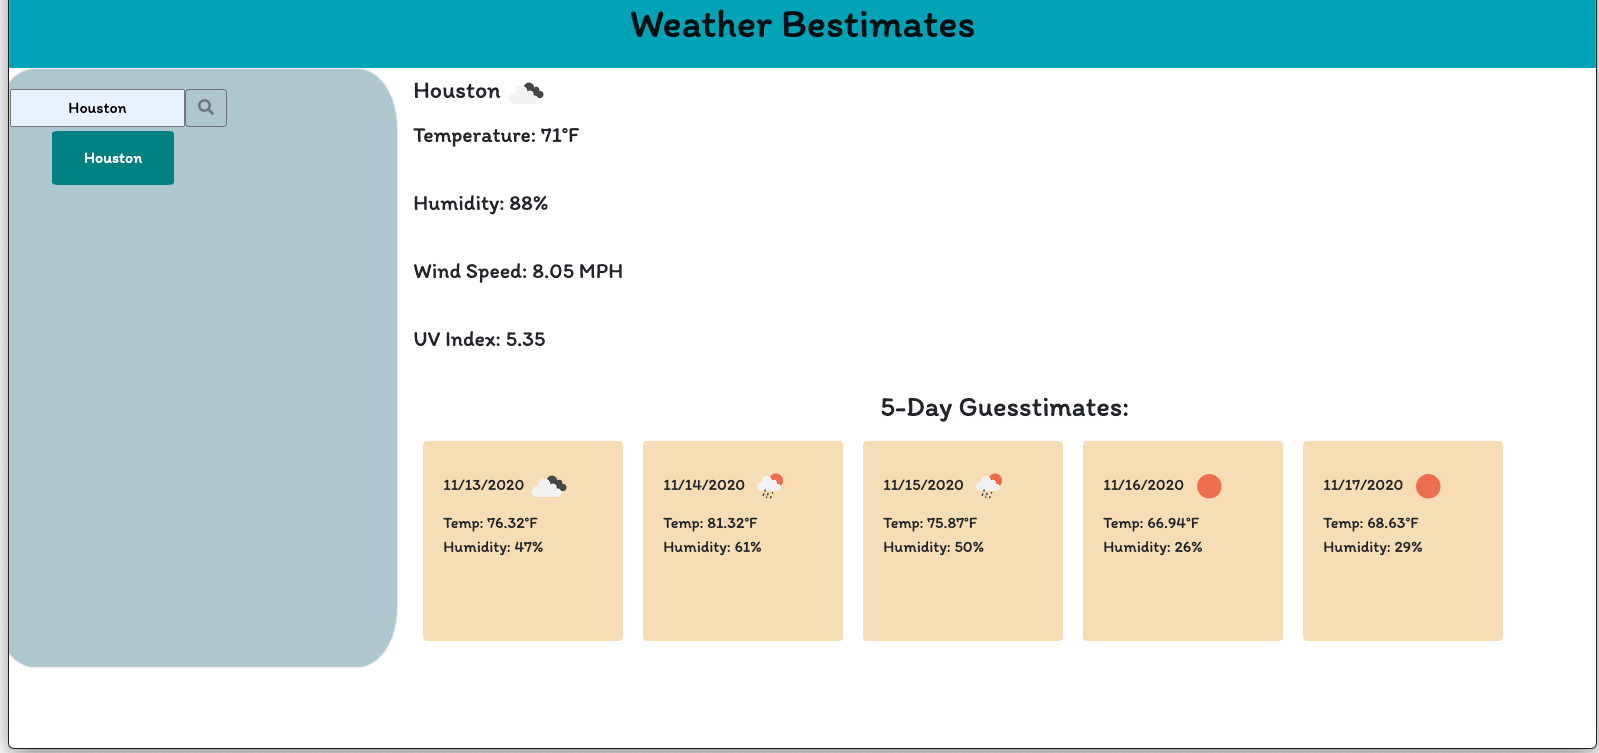 Weather Bestimates
Houston
Houston
Houston
Temperature: 71°F
Humidity: 88%
Wind Speed: 8.05 MPH
UV Index: 5.35
5-Day Guesstimates:
11/13/2020
Temp: 76.32°F
Humidity: 47%
11/14/2020
Temp: 81.32°F
Humidity: 61%
11/15/2020
Temp: 75.87°F
Humidity: 50%
11/16/2020
Temp: 66.94°F
Humidity: 26%
11/17/2020
Temp: 68.63°F
Humidity: 29%